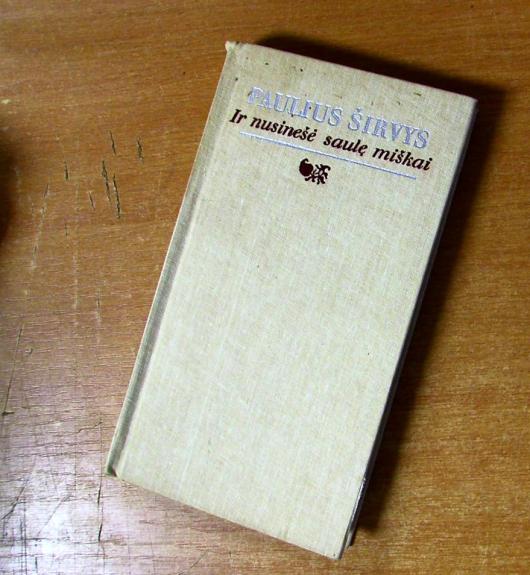 PAULIUS ŠIRVYS
Ir nusinešė saulę miškai